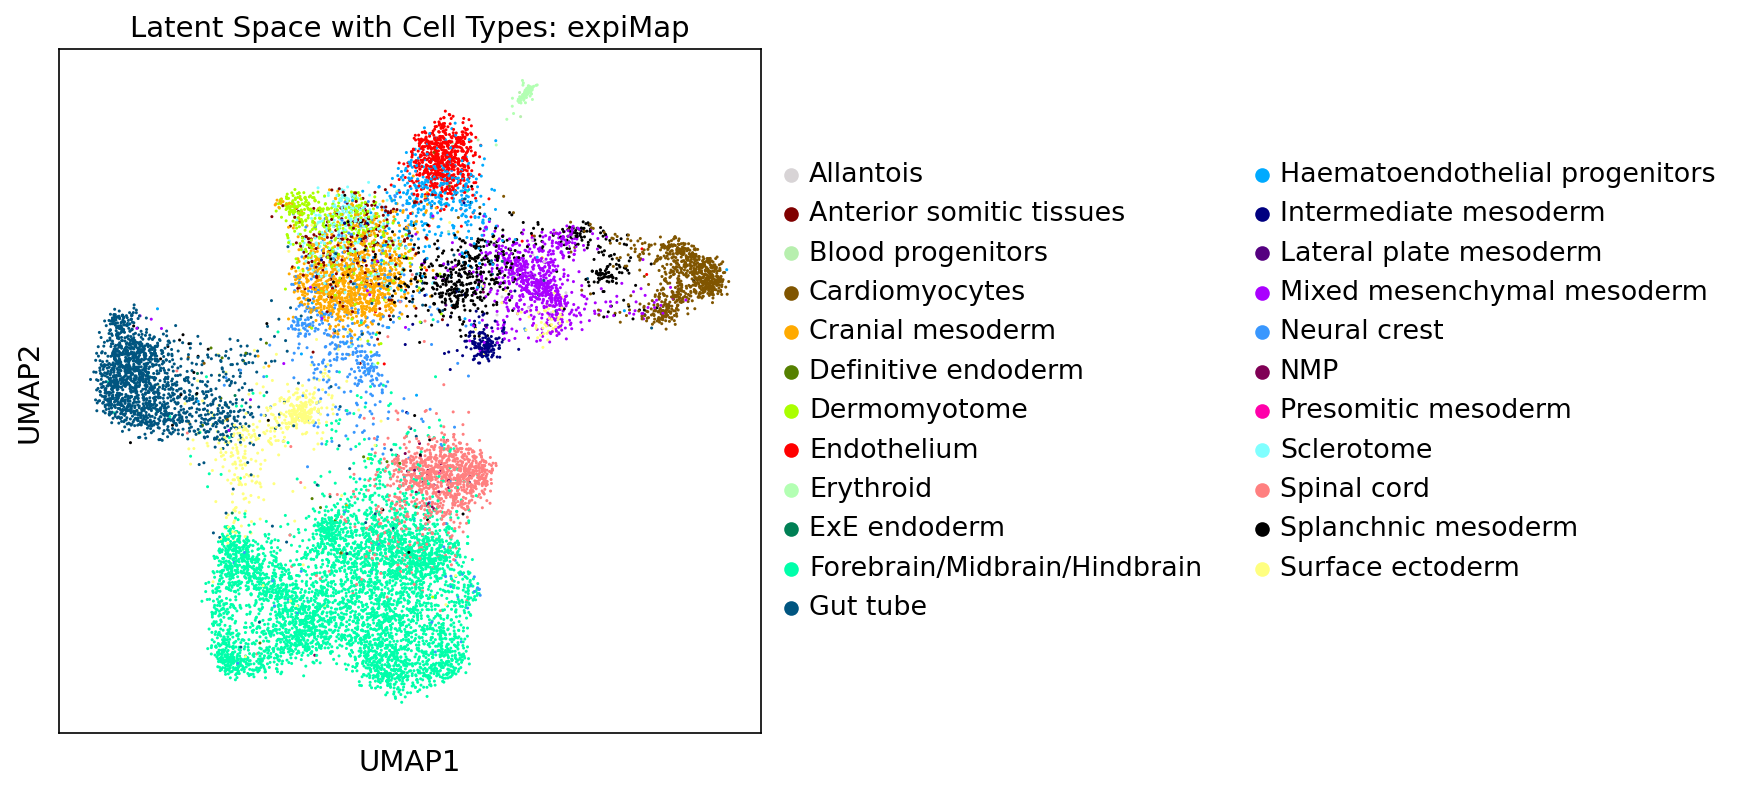 Latent Space with Cell Types: expiMap
UMAP2
UMAP1
Allantois
Anterior somitic tissues
Blood progenitors
Cardiomyocytes
Cranial mesoderm
Definitive endoderm
Dermomyotome
Endothelium
Erythroid
ExE endoderm
Forebrain/Midbrain/Hindbrain
Gut tube
Haematoendothelial progenitors
Intermediate mesoderm
Lateral plate mesoderm
Mixed mesenchymal mesoderm
Neural crest
NMP
Presomitic mesoderm
Sclerotome
Spinal cord
Splanchnic mesoderm
Surface ectoderm